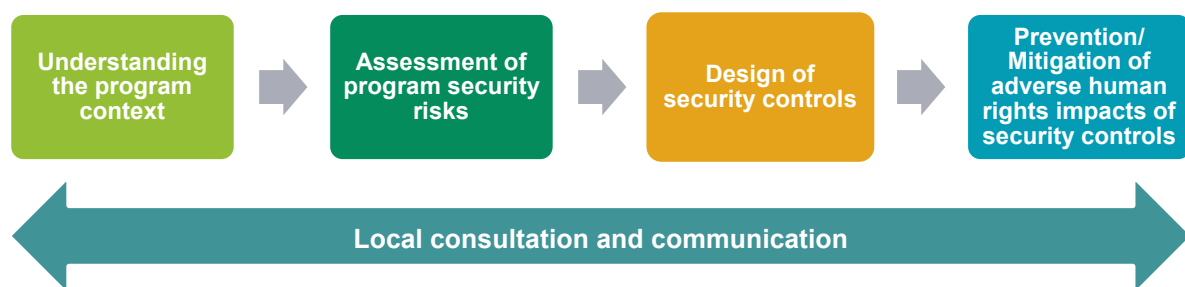 Understanding
the program
context
Assessment of
program security
risks
Design of
security controls
Prevention/
Mitigation of
adverse human
rights impacts of
security controls
Local consultation and communication